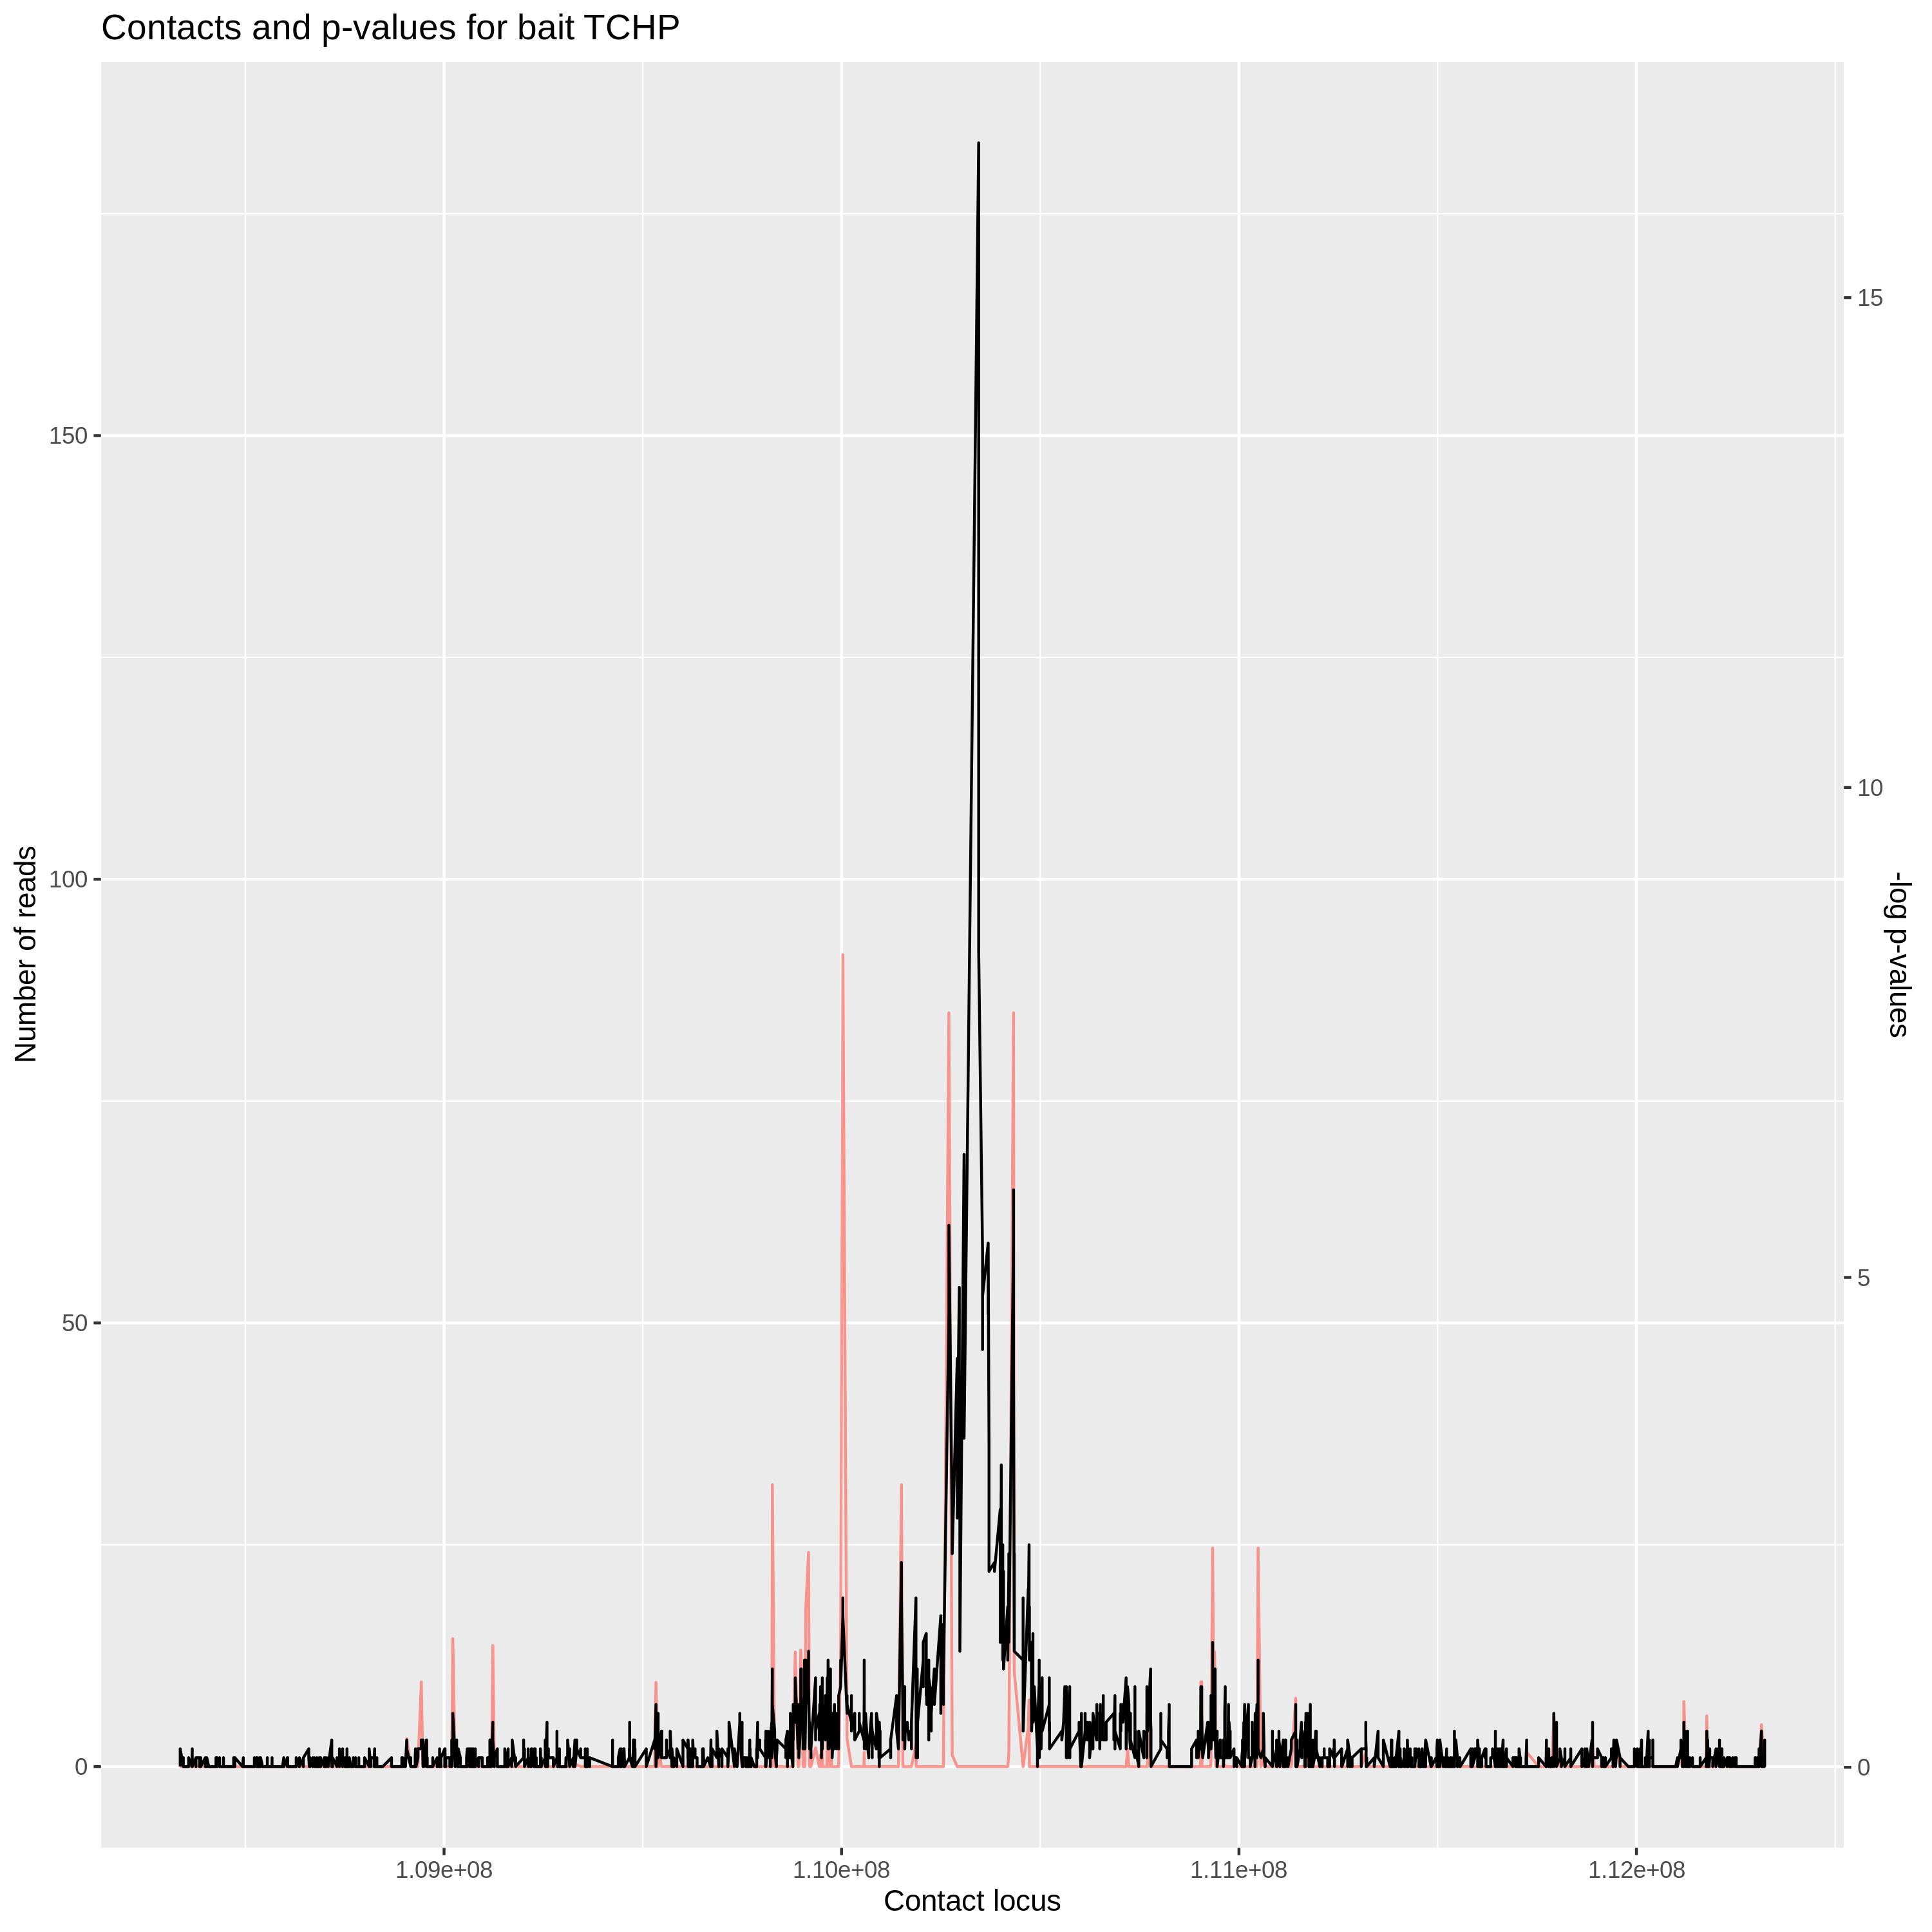 Contacts and p-values for bait TCHP
Number of reads
150
100
50
0
15
10
5
0
-log p-values
1.09e+08
1.10e+08
1.11e+08
1.12e+08
Contact locus